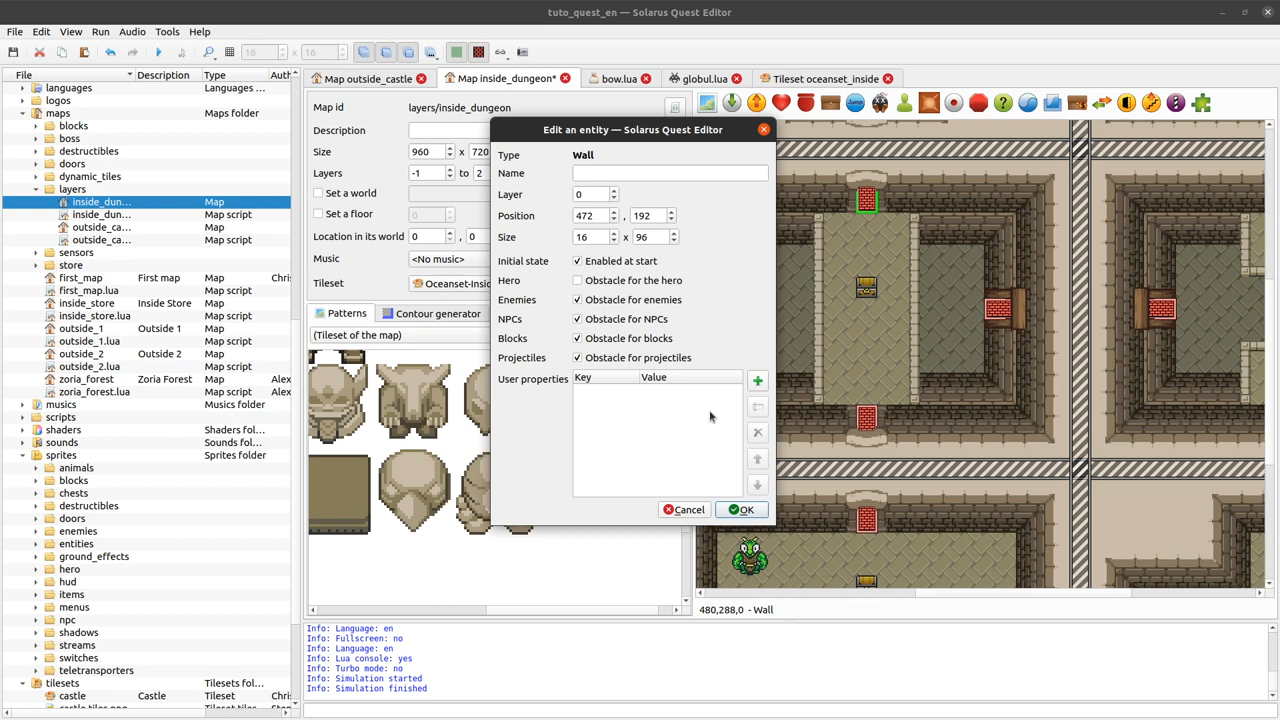 tuto_quest_en — Solarus Quest Editor
File Edit View Run Audio Tools Help
16 x 16
File Description Type Auth
languages Languages ...
logos
maps Maps folder
blocks
boss
destructibles
doors
dynamic_tiles
layers
inside_dun... Map
inside_dun... Map script
outside_ca... Map
outside_ca... Map script
sensors
store
first_map First map Map Chris
first_map.lua Map script
inside_store Inside Store Map
inside_store.lua Map script
outside_1 Outside 1 Map
outside_1.lua Map script
outside_2 Outside 2 Map
outside_2.lua Map script
zoria_forest Zoria Forest Map Alex
zoria_forest.lua Map script Alex
musics Musics folder
scripts
shaders Shaders fol...
sounds Sounds fol...
sprites Sprites folder
animals
blocks
chests
destructibles
doors
enemies
entities
ground_effects
hero
hud
items
menus
npc
shadows
streams
switches
teletransporters
tilesets Tilesets fol...
castle Castle Tileset Chris
Map outside_castle
Map inside_dungeon*
bow.lua
globul.lua
Tileset oceanset_inside
Map id layers/inside_dungeon
Description
Size 960 x 720
Layers -1 to 2
Set a world
Set a floor 0
Location in its world 0 , 0
Music <No music>
Tileset Oceanset-Insid
Patterns Contour generator
(Tileset of the map)
Edit an entity — Solarus Quest Editor
Type Wall
Name
Layer 0
Position 472 , 192
Size 16 x 96
Initial state Enabled at start
Hero Obstacle for the hero
Enemies Obstacle for enemies
NPCs Obstacle for NPCs
Blocks Obstacle for blocks
Projectiles Obstacle for projectiles
User properties Key Value
Cancel OK
Jump
480,288,0 - Wall
Info: Language: en
Info: Fullscreen: no
Info: Language: en
Info: Lua console: yes
Info: Turbo mode: no
Info: Simulation started
Info: Simulation finished